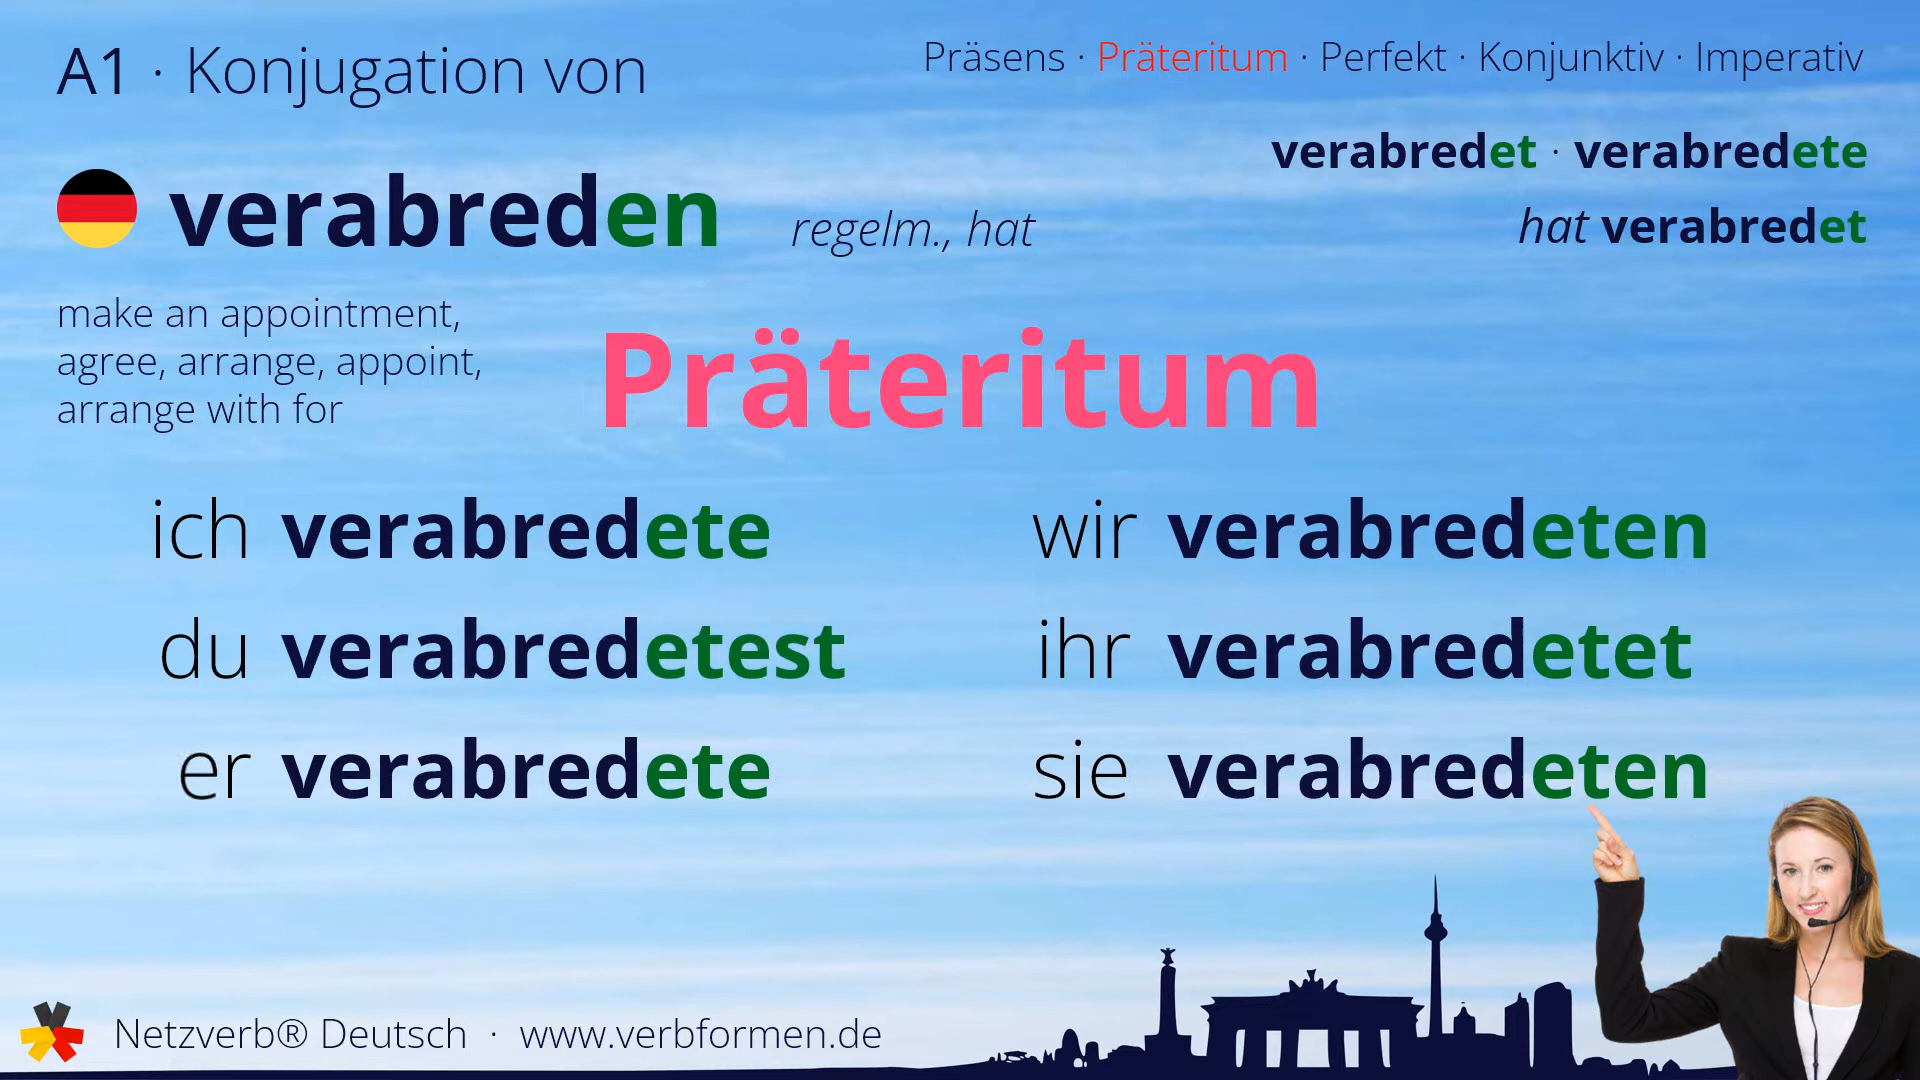 A1 · Konjugation von
Präsens · Präteritum · Perfekt · Konjunktiv · Imperativ
verabreden regelm., hat
verabredet · verabredete
hat verabredet
make an appointment,
agree, arrange, appoint,
arrange with for
Präteritum
ich verabredete
du verabredetest
er verabredete
wir verabredeten
ihr verabredetet
sie verabredeten
Netzverb® Deutsch · www.verbformen.de